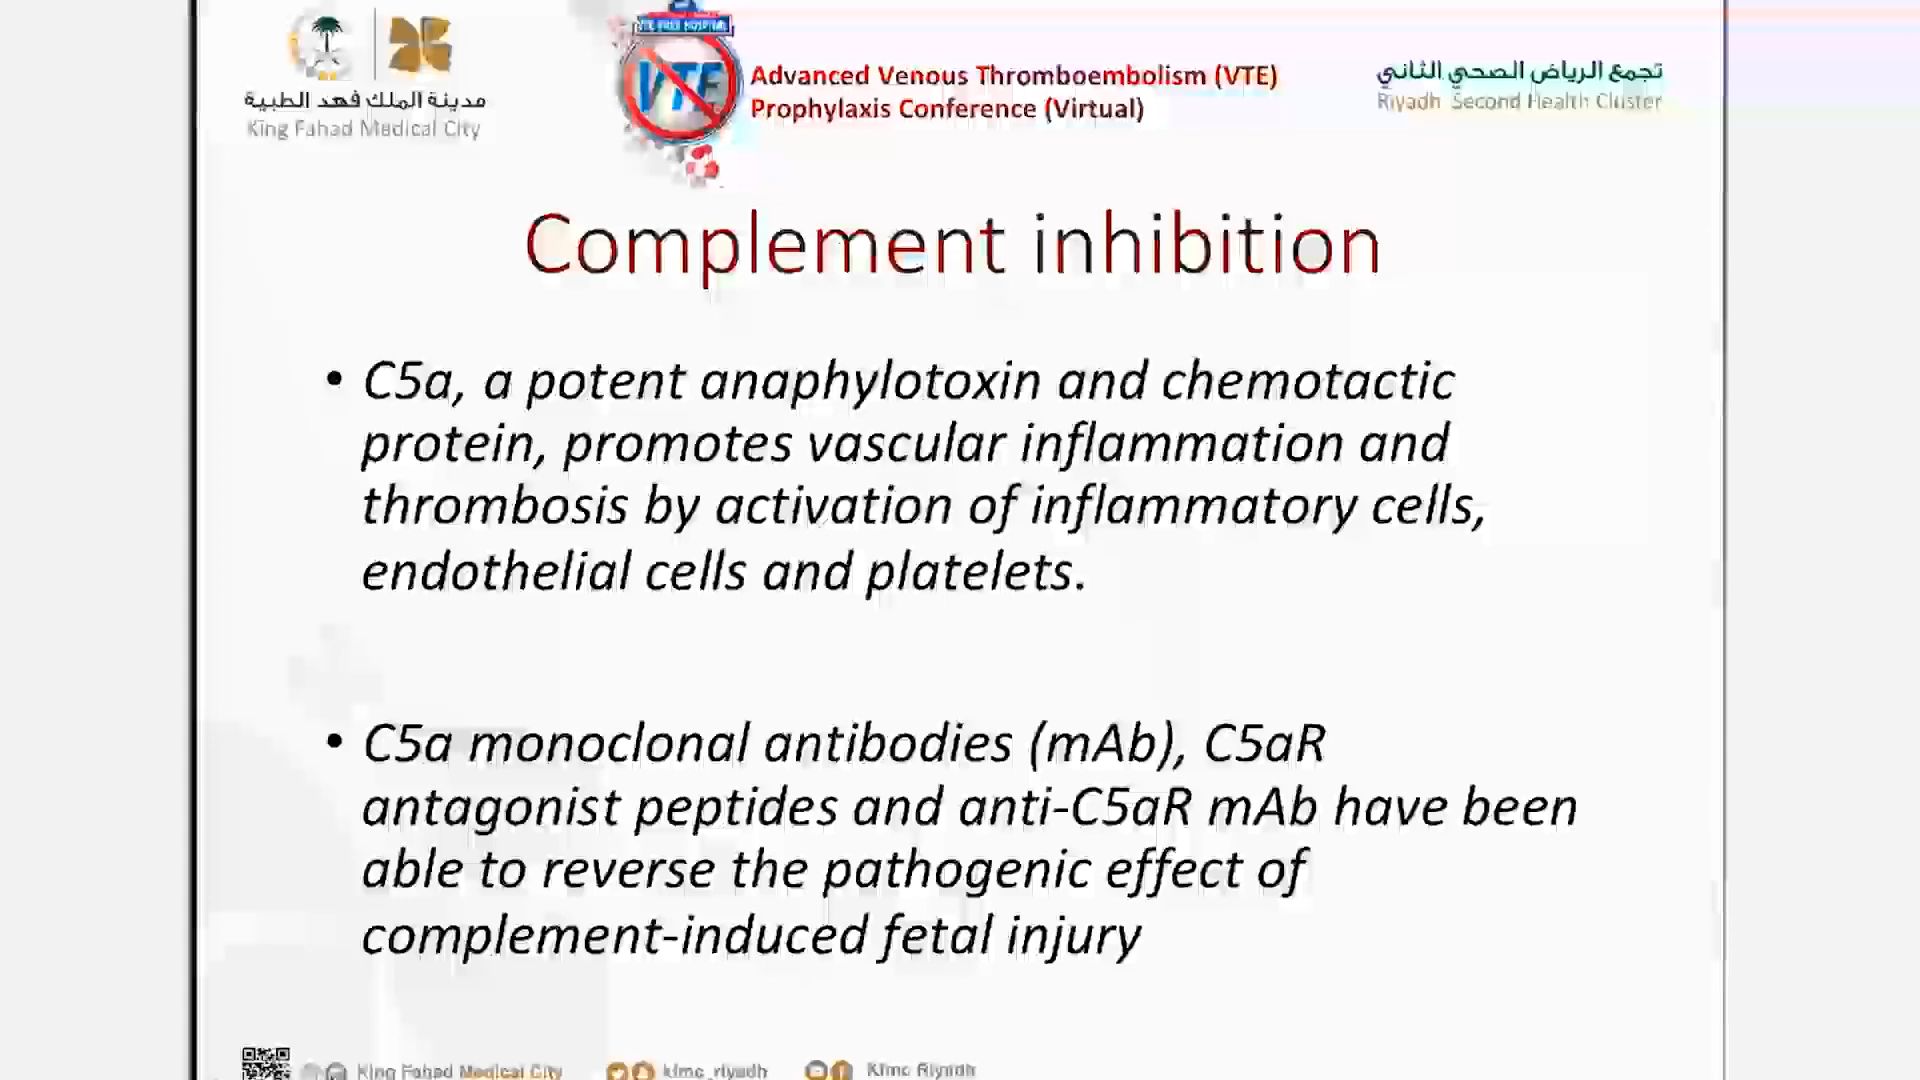 مدينة الملك فهد الطبية
King Fahad Medical City
VTE FREE HOSPITAL
VTE
Advanced Venous Thromboembolism (VTE)
Prophylaxis Conference (Virtual)
تجمع الرياض الصحي الثاني
Riyadh Second Health Cluster
Complement inhibition
• C5a, a potent anaphylotoxin and chemotactic
protein, promotes vascular inflammation and
thrombosis by activation of inflammatory cells,
endothelial cells and platelets.
• C5a monoclonal antibodies (mAb), C5aR
antagonist peptides and anti-C5aR mAb have been
able to reverse the pathogenic effect of
complement-induced fetal injury
King Fahad Medical City
kfmc_riyadh
Kfmc Riyadh